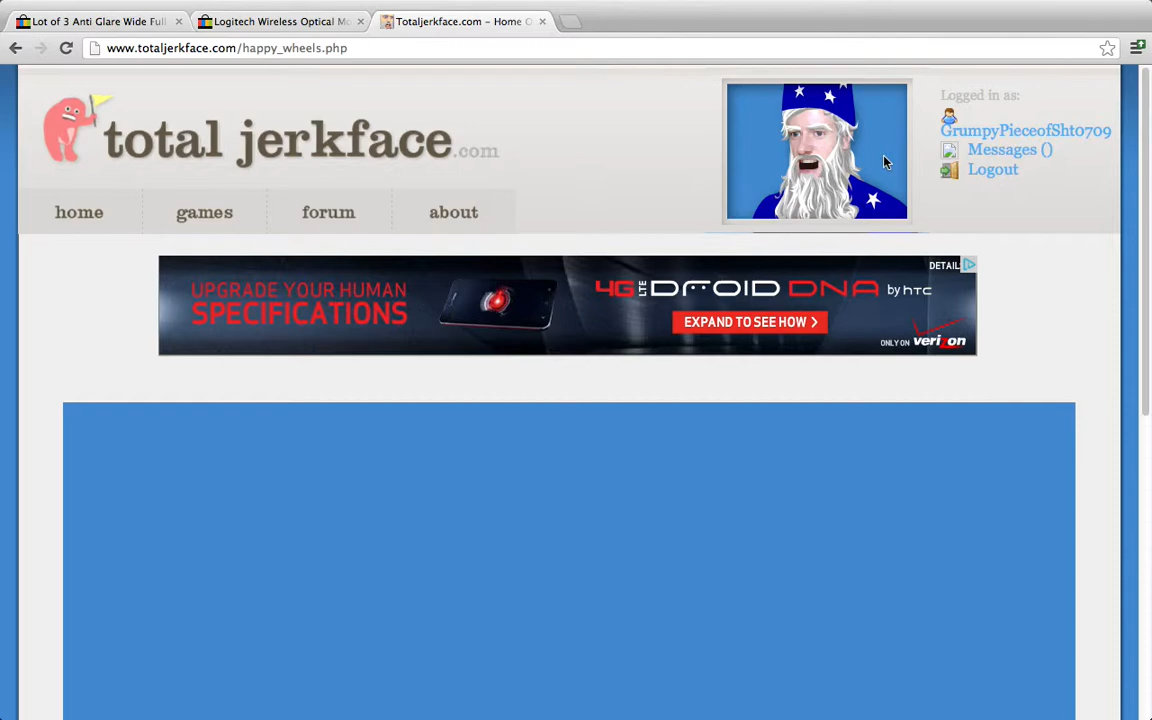 Lot of 3 Anti Glare Wide Full
Logitech Wireless Optical Mo
Totaljerkface.com - Home O
www.totaljerkface.com/happy_wheels.php
total jerkface.com
Logged in as:
GrumpyPieceofSht0709
Messages ()
Logout
home
games
forum
about
UPGRADE YOUR HUMAN
SPECIFICATIONS
4G LTE DROID DNA by htc
EXPAND TO SEE HOW >
DETAIL
ONLY ON verizon